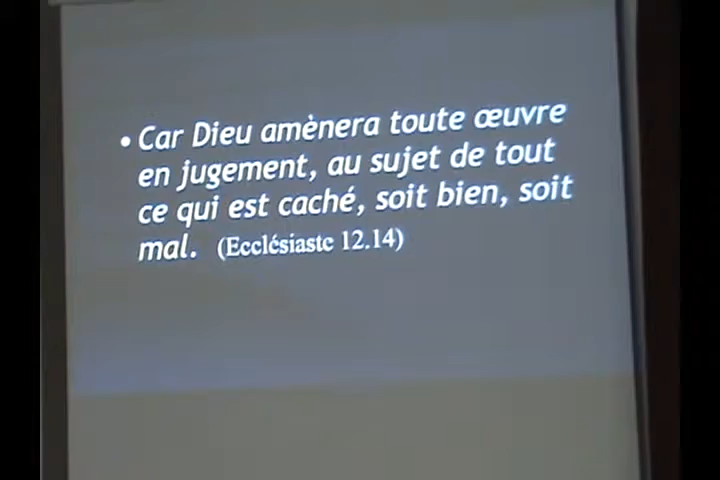 • Car Dieu amènera toute œuvre
en jugement, au sujet de tout
ce qui est caché, soit bien, soit
mal. (Ecclésiaste 12.14)